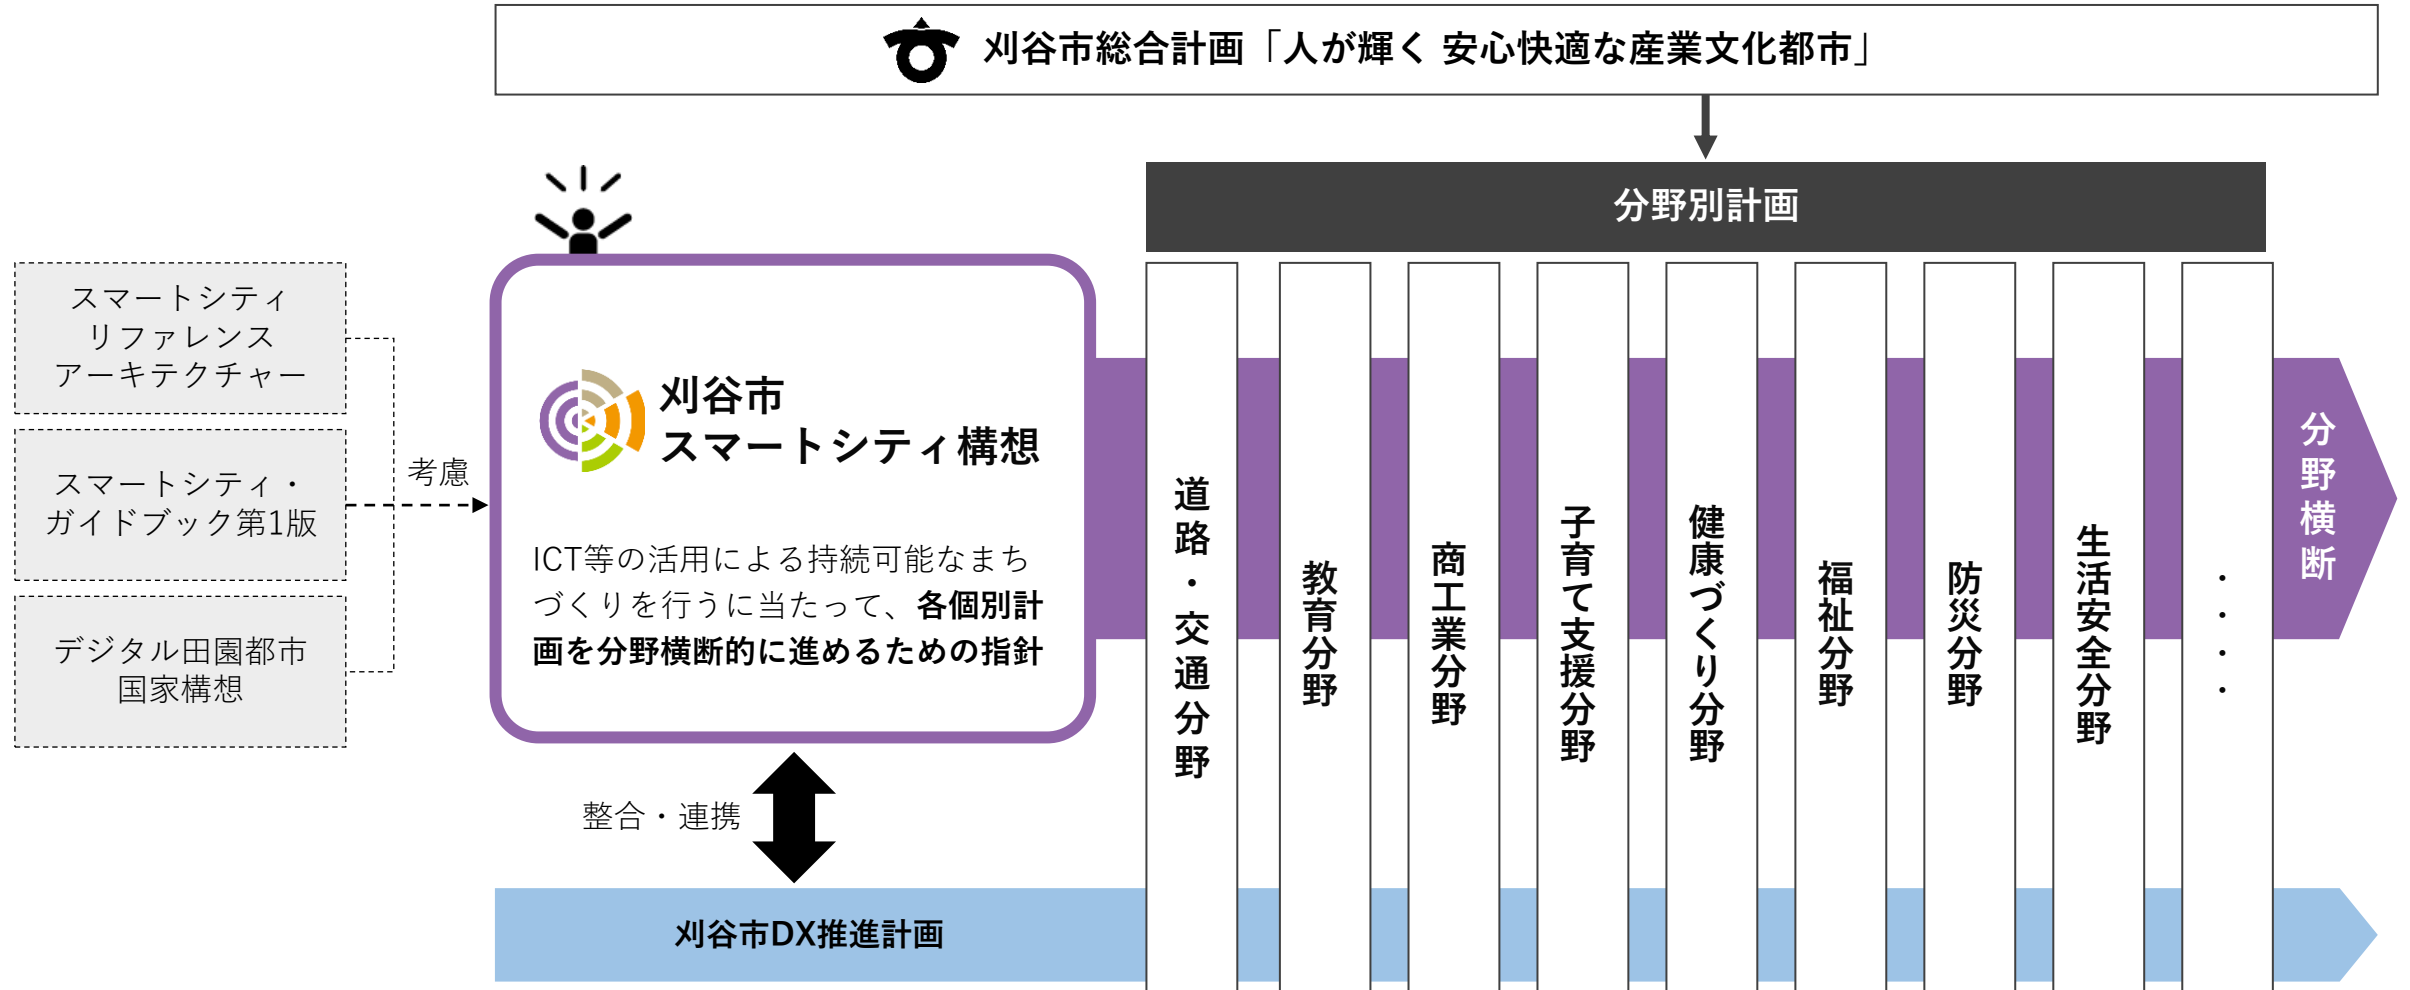 刈谷市総合計画「人が輝く 安心快適な産業文化都市」
分野別計画
スマートシティ
リファレンス
アーキテクチャー
スマートシティ・
ガイドブック第1版
デジタル田園都市
国家構想
考慮
刈谷市
スマートシティ構想
ICT等の活用による持続可能なまち
づくりを行うに当たって、各個別計
画を分野横断的に進めるための指針
整合・連携
刈谷市DX推進計画
道路・交通分野
教育分野
商工業分野
子育て支援分野
健康づくり分野
福祉分野
防災分野
生活安全分野
・・・・
分野横断